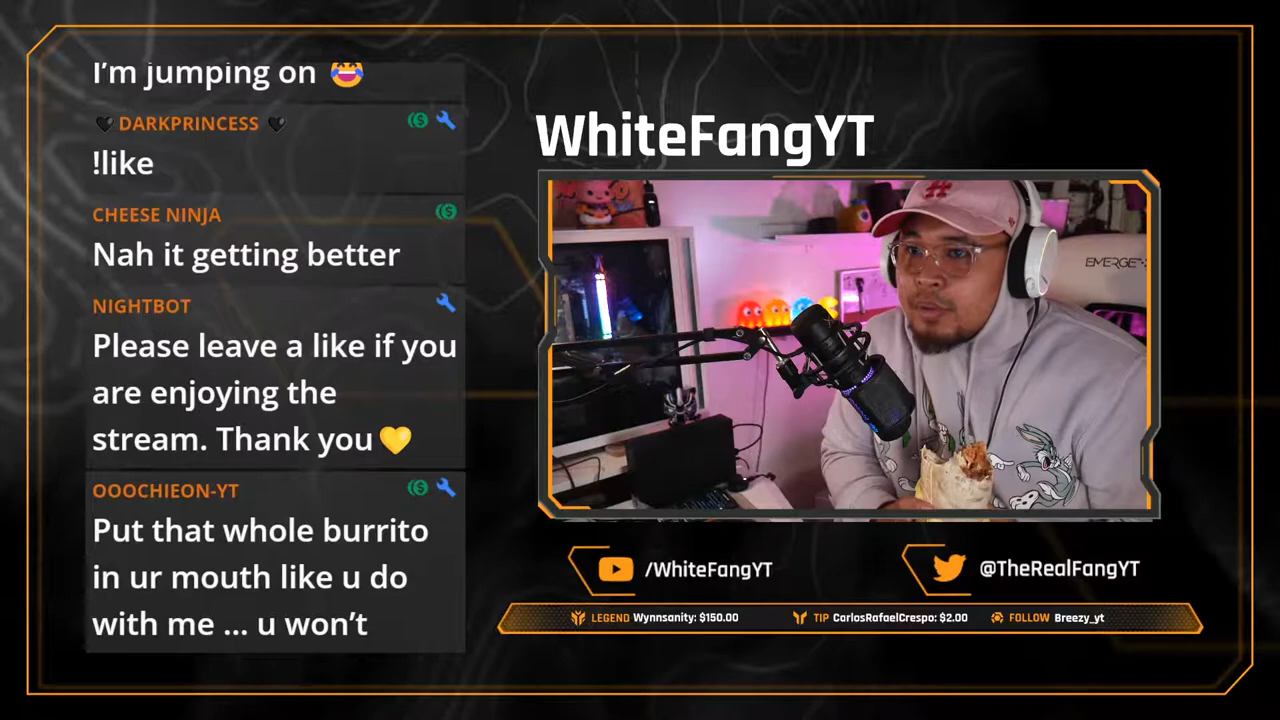 I’m jumping on 😂
🖤 DARKPRINCESS 🖤
!like
CHEESE NINJA
Nah it getting better
NIGHTBOT
Please leave a like if you
are enjoying the
stream. Thank you💛
OOOCHIEON-YT
Put that whole burrito
in ur mouth like u do
with me ... u won’t
WhiteFangYT
EMERGE
/WhiteFangYT
@TheRealFangYT
LEGEND Wynnsanity: $150.00
TIP CarlosRafaelCrespo: $2.00
FOLLOW Breezy_yt